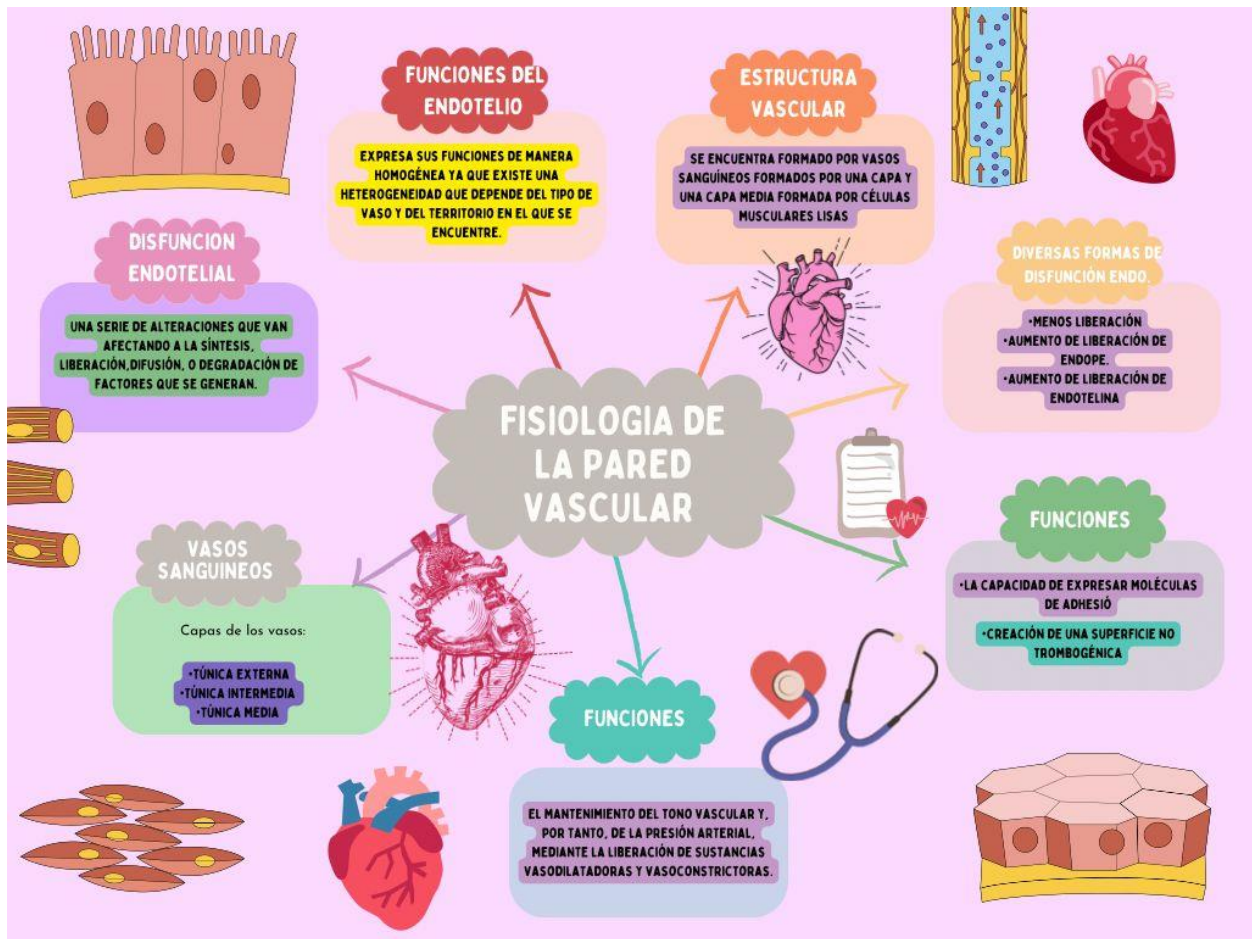 FUNCIONES DEL
ENDOTELIO
EXPRESA SUS FUNCIONES DE MANERA
HOMOGÉNEA YA QUE EXISTE UNA
HETEROGENEIDAD QUE DEPENDE DEL TIPO DE
VASO Y DEL TERRITORIO EN EL QUE SE
ENCUENTRE.
ESTRUCTURA
VASCULAR
SE ENCUENTRA FORMADO POR VASOS
SANGUÍNEOS FORMADOS POR UNA CAPA Y
UNA CAPA MEDIA FORMADA POR CÉLULAS
MUSCULARES LISAS
DISFUNCION
ENDOTELIAL
UNA SERIE DE ALTERACIONES QUE VAN
AFECTANDO A LA SÍNTESIS,
LIBERACIÓN,DIFUSIÓN, O DEGRADACIÓN DE
FACTORES QUE SE GENERAN.
DIVERSAS FORMAS DE
DISFUNCIÓN ENDO.
•MENOS LIBERACIÓN
•AUMENTO DE LIBERACIÓN DE
ENDOPE.
•AUMENTO DE LIBERACIÓN DE
ENDOTELINA
FISIOLOGIA DE
LA PARED
VASCULAR
VASOS
SANGUINEOS
Capas de los vasos:
•TÚNICA EXTERNA
•TÚNICA INTERMEDIA
•TÚNICA MEDIA
FUNCIONES
•LA CAPACIDAD DE EXPRESAR MOLÉCULAS
DE ADHESIÓ
•CREACIÓN DE UNA SUPERFICIE NO
TROMBOGÉNICA
FUNCIONES
EL MANTENIMIENTO DEL TONO VASCULAR Y,
POR TANTO, DE LA PRESIÓN ARTERIAL,
MEDIANTE LA LIBERACIÓN DE SUSTANCIAS
VASODILATADORAS Y VASOCONSTRICTORAS.